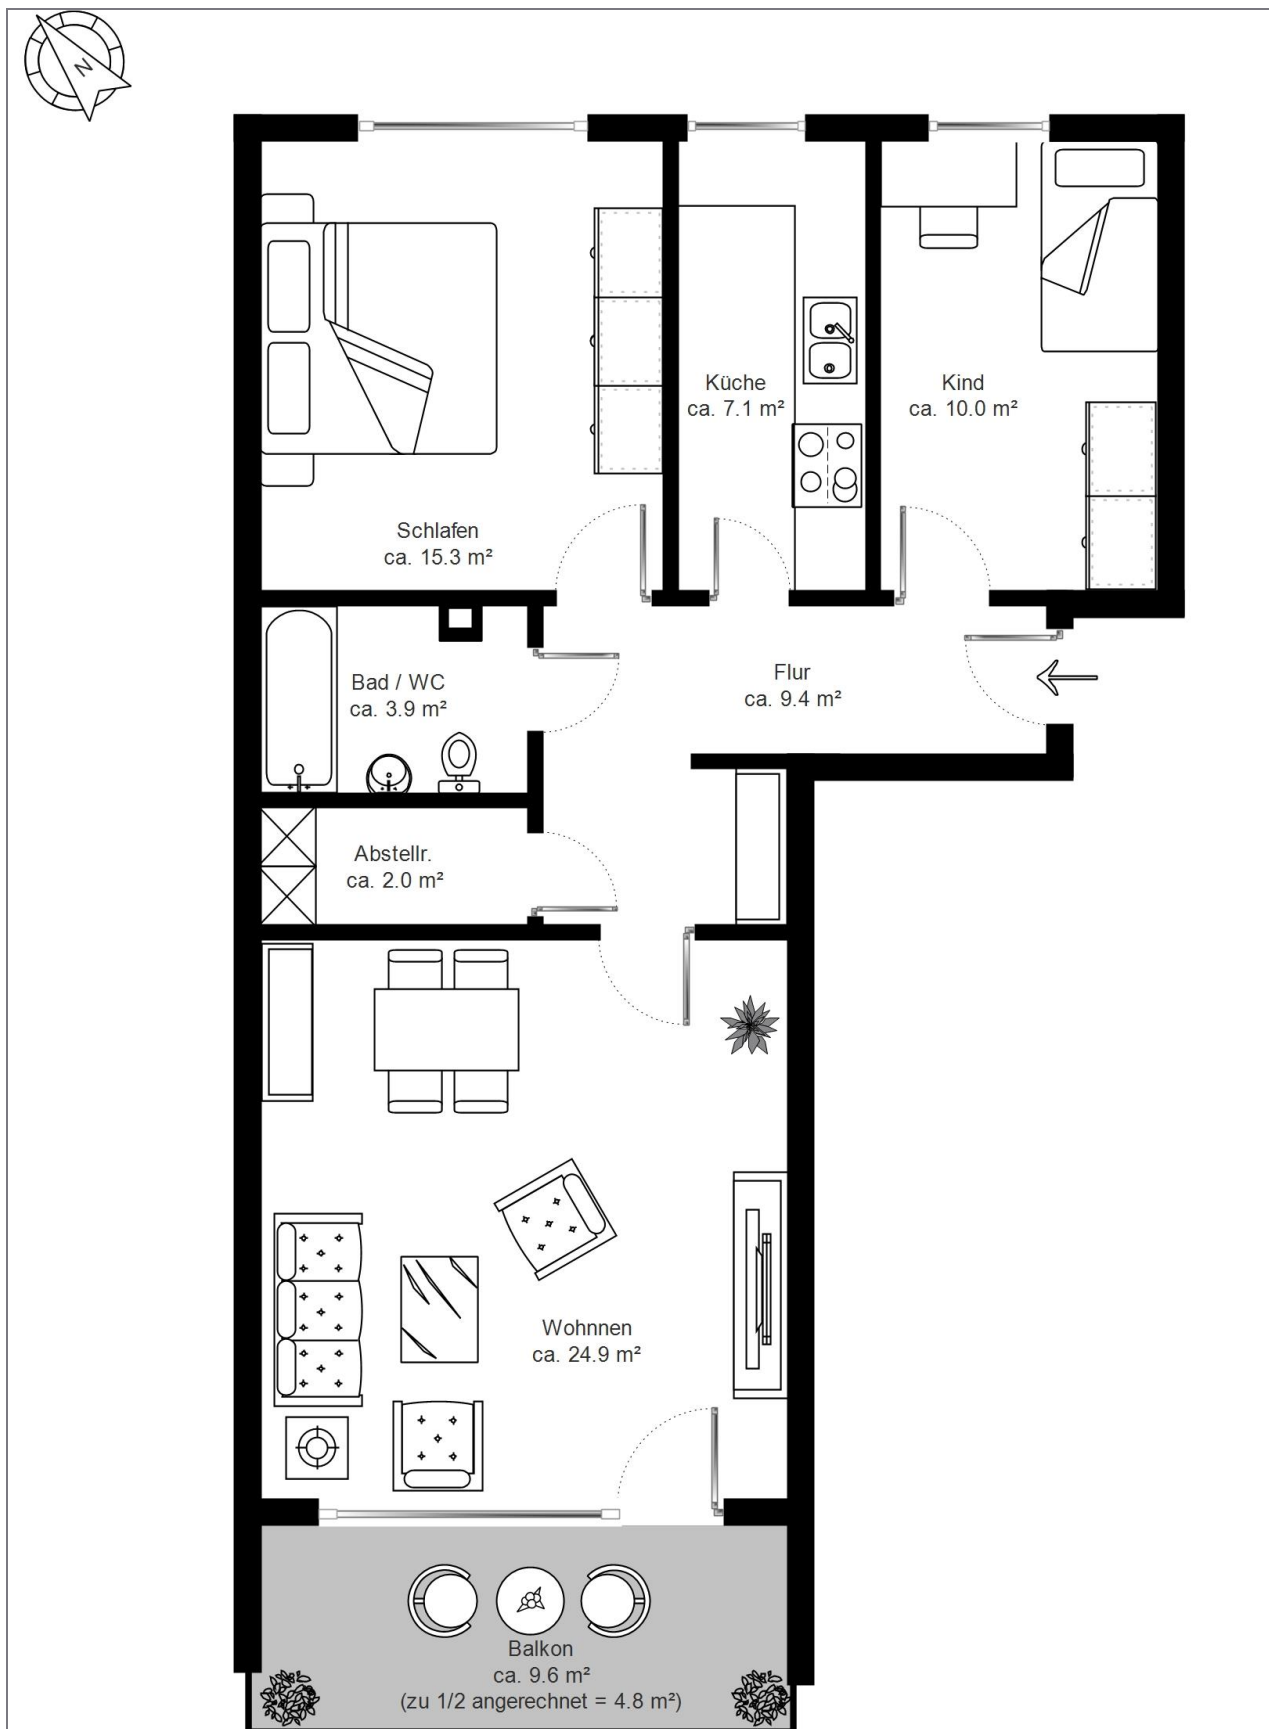 N
Küche
ca. 7.1 m²
Kind
ca. 10.0 m²
Schlafen
ca. 15.3 m²
Bad / WC
ca. 3.9 m²
Flur
ca. 9.4 m²
Abstellr.
ca. 2.0 m²
Wohnnen
ca. 24.9 m²
Balkon
ca. 9.6 m²
(zu 1/2 angerechnet = 4.8 m²)